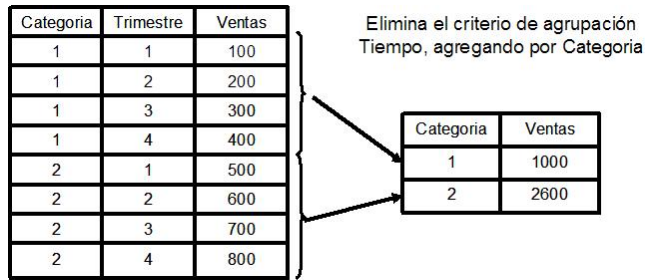 Categoria Trimestre Ventas
1 1 100
1 2 200
1 3 300
1 4 400
2 1 500
2 2 600
2 3 700
2 4 800
Elimina el criterio de agrupación
Tiempo, agregando por Categoria
Categoria Ventas
1 1000
2 2600